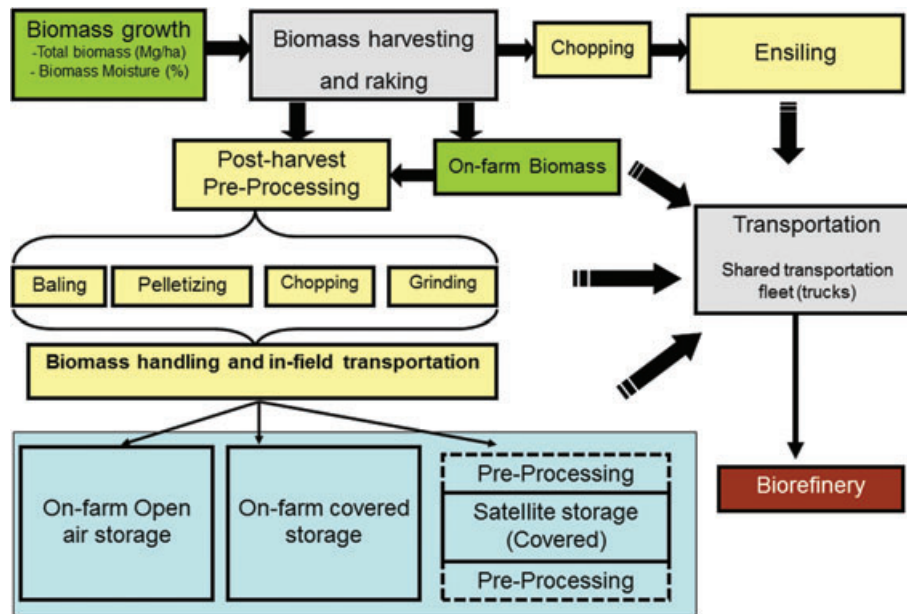 Biomass growth
-Total biomass (Mg/ha)
- Biomass Moisture (%)
Biomass harvesting
and raking
Chopping
Ensiling
Post-harvest
Pre-Processing
On-farm Biomass
Transportation
Shared transportation
fleet (trucks)
Baling
Pelletizing
Chopping
Grinding
Biomass handling and in-field transportation
On-farm Open
air storage
On-farm covered
storage
Pre-Processing
Satellite storage
(Covered)
Pre-Processing
Biorefinery